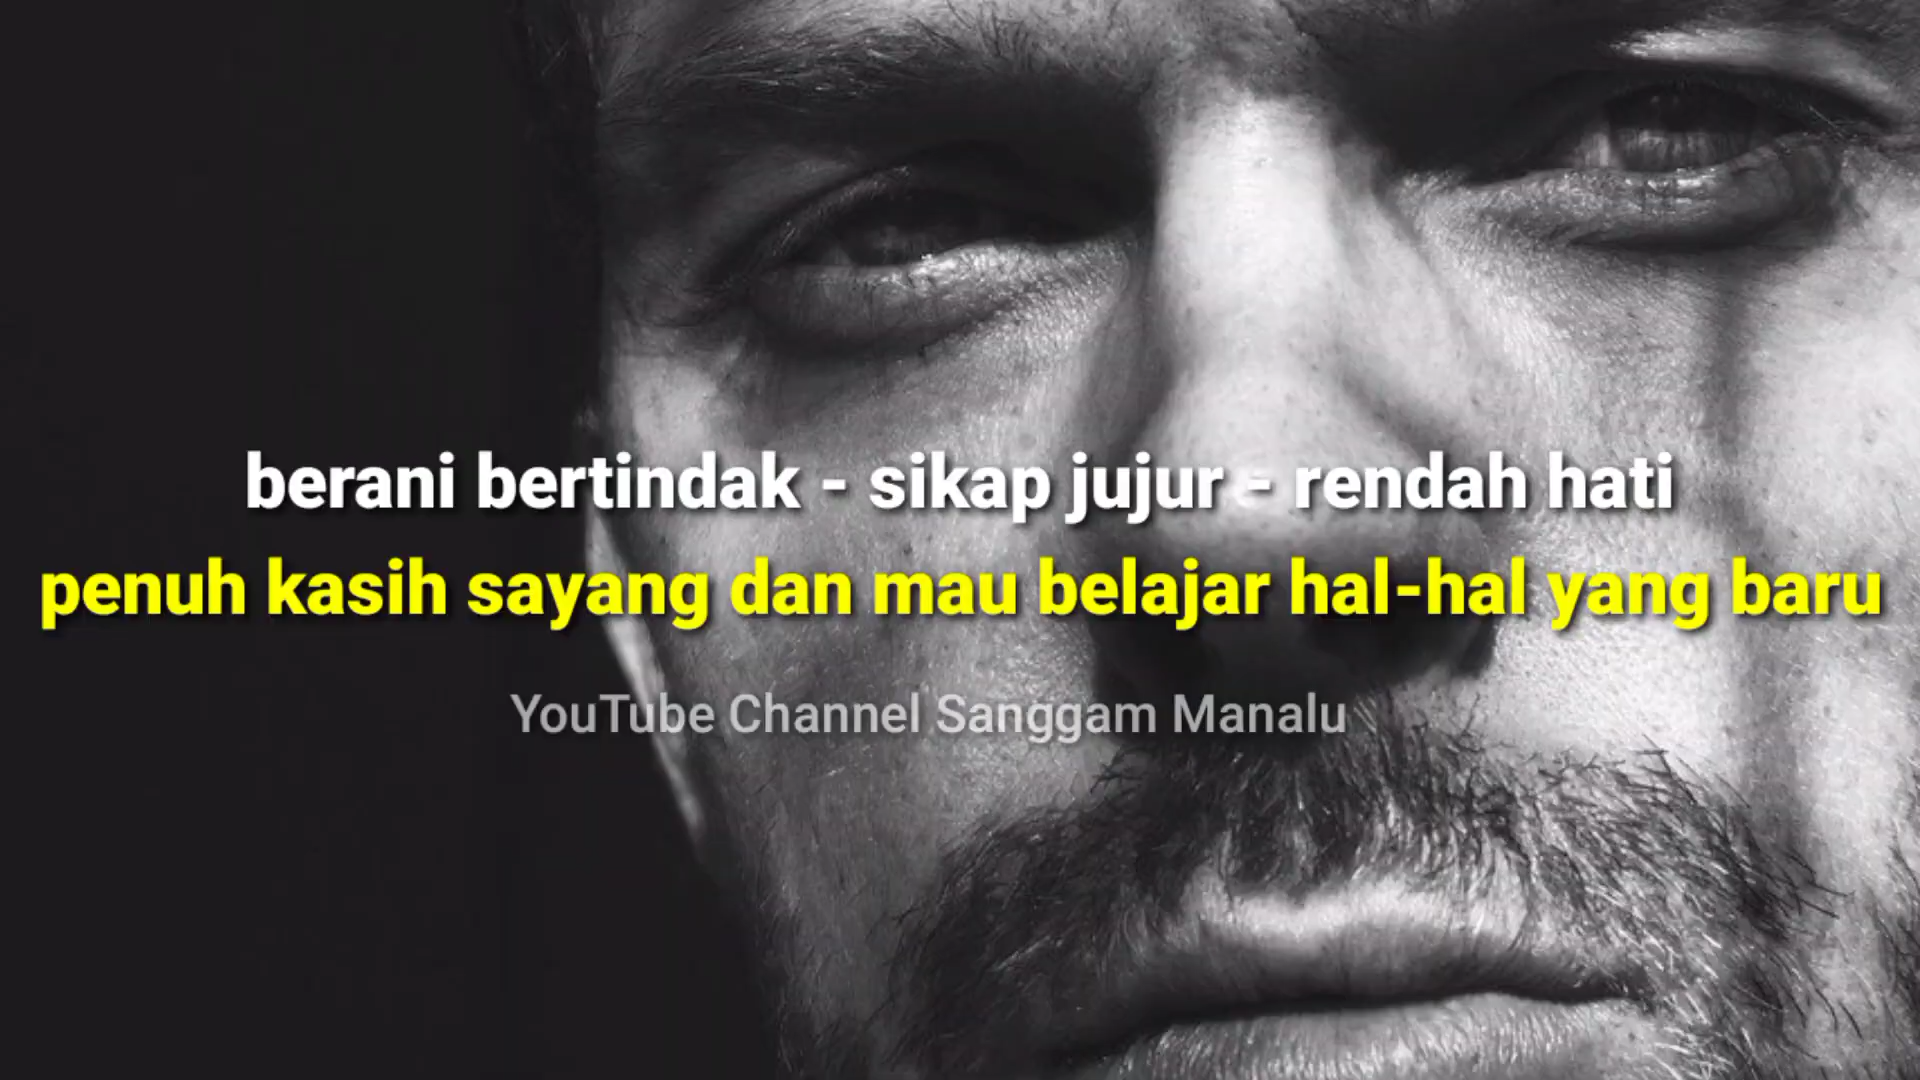 berani bertindak - sikap jujur - rendah hati
penuh kasih sayang dan mau belajar hal-hal yang baru
YouTube Channel Sanggam Manalu